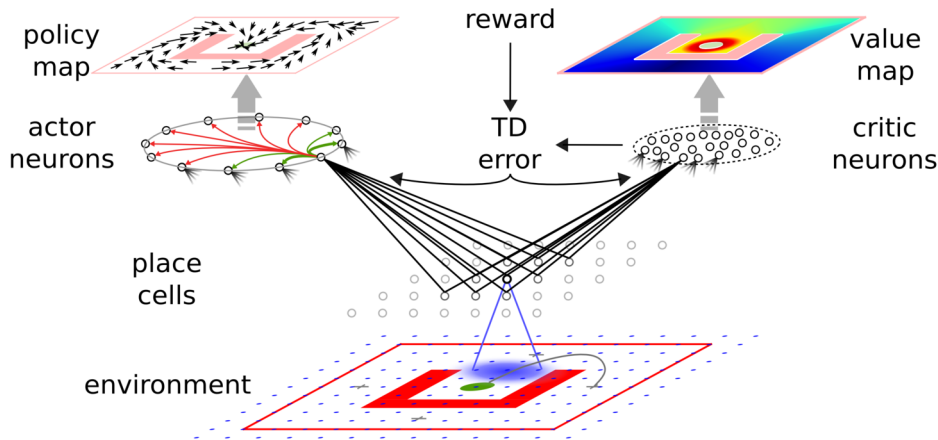 policy
map
reward
value
map
actor
neurons
TD
error
critic
neurons
place
cells
environment